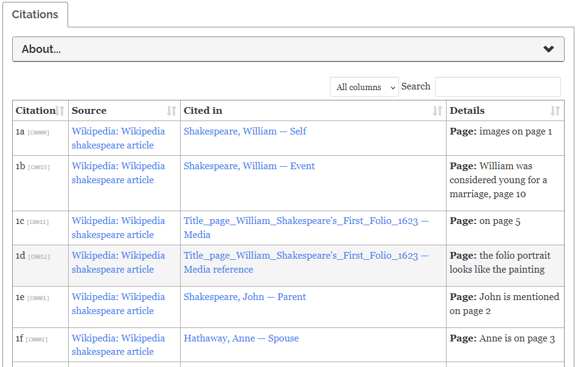 Citations
About...
All columns Search
Citation Source Cited in Details
1a [C0000] Wikipedia: Wikipedia shakespeare article Shakespeare, William — Self Page: images on page 1
1b [C0015] Wikipedia: Wikipedia shakespeare article Shakespeare, William — Event Page: William was considered young for a marriage, page 10
1c [C0011] Wikipedia: Wikipedia shakespeare article Title_page_William_Shakespeare's_First_Folio_1623 — Media Page: on page 5
1d [C0012] Wikipedia: Wikipedia shakespeare article Title_page_William_Shakespeare's_First_Folio_1623 — Media reference Page: the folio portrait looks like the painting
1e [C0001] Wikipedia: Wikipedia shakespeare article Shakespeare, John — Parent Page: John is mentioned on page 2
1f [C0002] Wikipedia: Wikipedia shakespeare article Hathaway, Anne — Spouse Page: Anne is on page 3